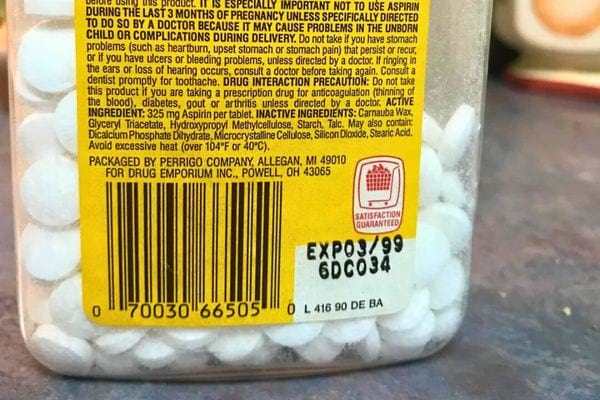 before using this product. IT IS ESPECIALLY IMPORTANT NOT TO USE ASPIRIN
DURING THE LAST 3 MONTHS OF PREGNANCY UNLESS SPECIFICALLY DIRECTED
TO DO SO BY A DOCTOR BECAUSE IT MAY CAUSE PROBLEMS IN THE UNBORN
CHILD OR COMPLICATIONS DURING DELIVERY. Do not take if you have stomach
problems (such as heartburn, upset stomach or stomach pain) that persist or recur,
or if you have ulcers or bleeding problems, unless directed by a doctor. If ringing in
the ears or loss of hearing occurs, consult a doctor before taking again. Consult a
dentist promptly for toothache. DRUG INTERACTION PRECAUTION: Do not take
this product if you are taking a prescription drug for anticoagulation (thinning of
the blood), diabetes, gout or arthritis unless directed by a doctor. ACTIVE
INGREDIENT: 325 mg Aspirin per tablet. INACTIVE INGREDIENTS: Carnauba Wax,
Glyceryl Triacetate, Hydroxypropyl Methylcellulose, Starch, Talc. May also contain:
Dicalcium Phosphate Dihydrate, Microcrystalline Cellulose, Silicon Dioxide, Stearic Acid.
Avoid excessive heat (over 104°F or 40°C).
PACKAGED BY PERRIGO COMPANY, ALLEGAN, MI 49010
FOR DRUG EMPORIUM INC., POWELL, OH 43065
SATISFACTION
GUARANTEED
EXP03/99
6DC034
0 70030 66505 0
L 416 90 DE BA